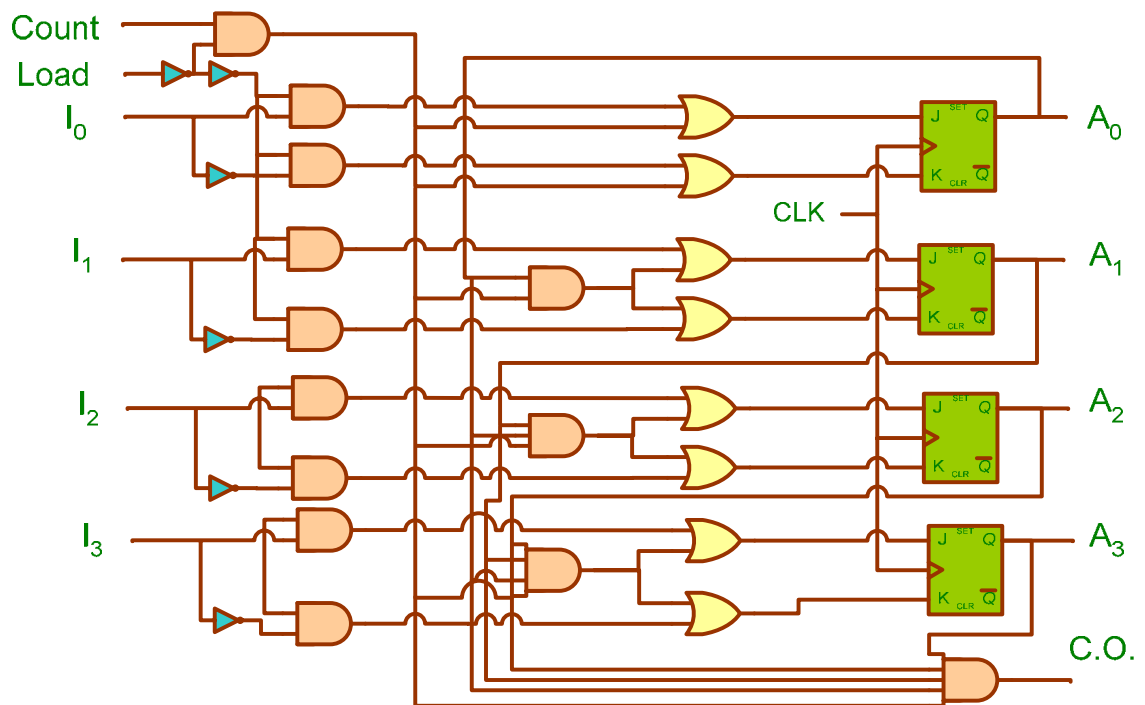 Count
Load
I0
SET
J Q
K Q
CLR
A0
CLK
I1
SET
J Q
K Q
CLR
A1
I2
SET
J Q
K Q
CLR
A2
I3
SET
J Q
K Q
CLR
A3
C.O.